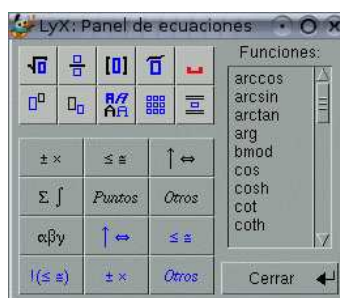 LyX: Panel de ecuaciones
Funciones:
arccos
arcsin
arctan
arg
bmod
cos
cosh
cot
coth
± × ≤ ≅ ↑ ⇔
Σ ∫ Puntos Otros
αβγ ↑ ⇔ ≤ ≅
!(≤ ≅) ± × Otros
Cerrar